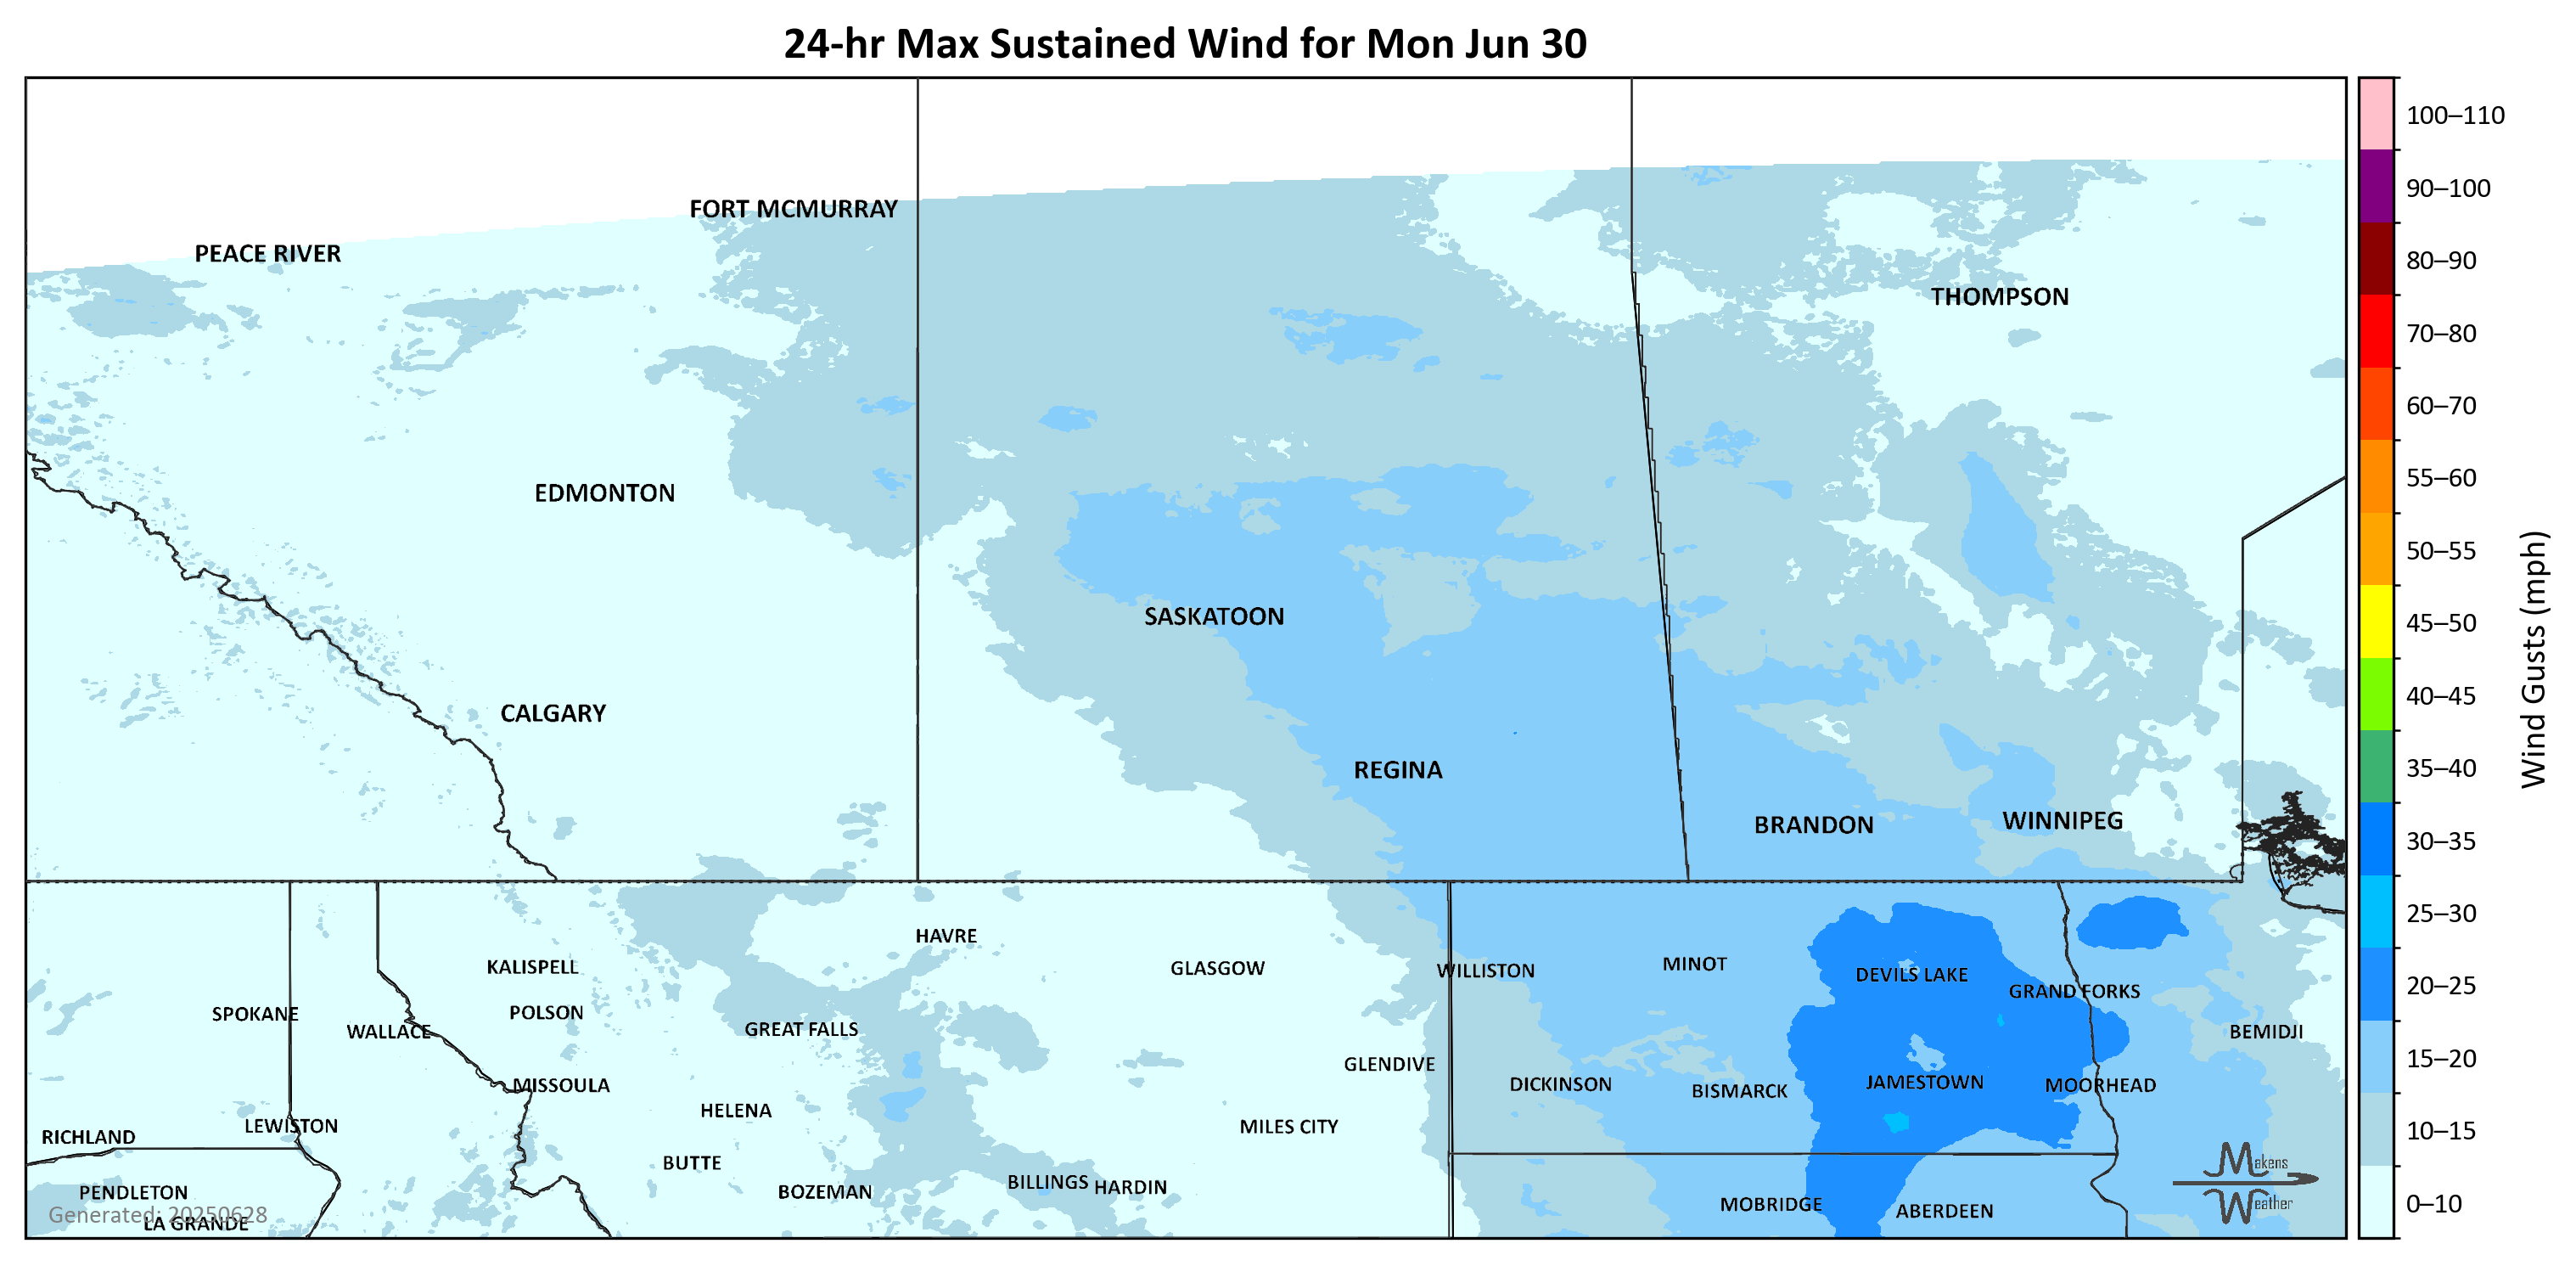 24-hr Max Sustained Wind for Mon Jun 30
100–110
FORT MCMURRAY
90–100
PEACE RIVER
80–90
THOMPSON
70–80
60–70
EDMONTON
55–60
50–55
SASKATOON
45–50
Wind Gusts (mph)
CALGARY
40–45
REGINA
35–40
BRANDON
WINNIPEG
30–35
25–30
HAVRE
KALISPELL
GLASGOW
WILLISTON
MINOT
DEVILS LAKE
20–25
GRAND FORKS
SPOKANE
POLSON
WALLACE
GREAT FALLS
BEMIDJI
15–20
GLENDIVE
MISSOULA
DICKINSON
BISMARCK
JAMESTOWN
MOORHEAD
HELENA
LEWISTON
MILES CITY
10–15
RICHLAND
BUTTE
Makens
PENDLETON
BOZEMAN
BILLINGS
HARDIN
MOBRIDGE
ABERDEEN
Weather
0–10
Generated: 20250628
LA GRANDE